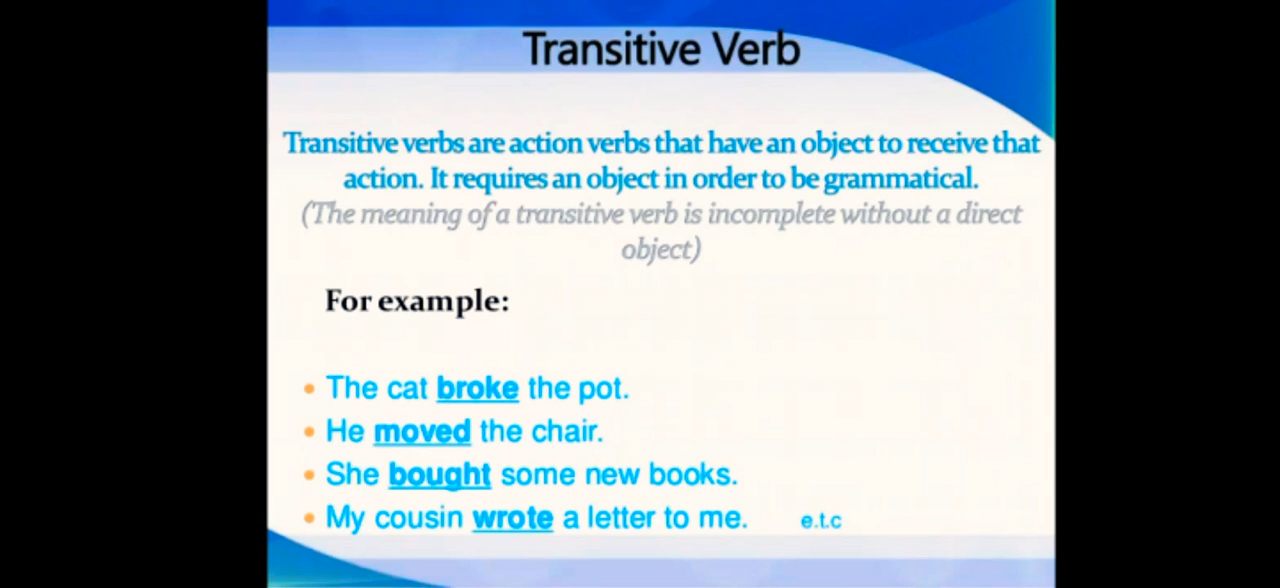 Transitive Verb
Transitive verbs are action verbs that have an object to receive that
action. It requires an object in order to be grammatical.
(The meaning of a transitive verb is incomplete without a direct
object)
For example:
• The cat broke the pot.
• He moved the chair.
• She bought some new books.
• My cousin wrote a letter to me. e.t.c